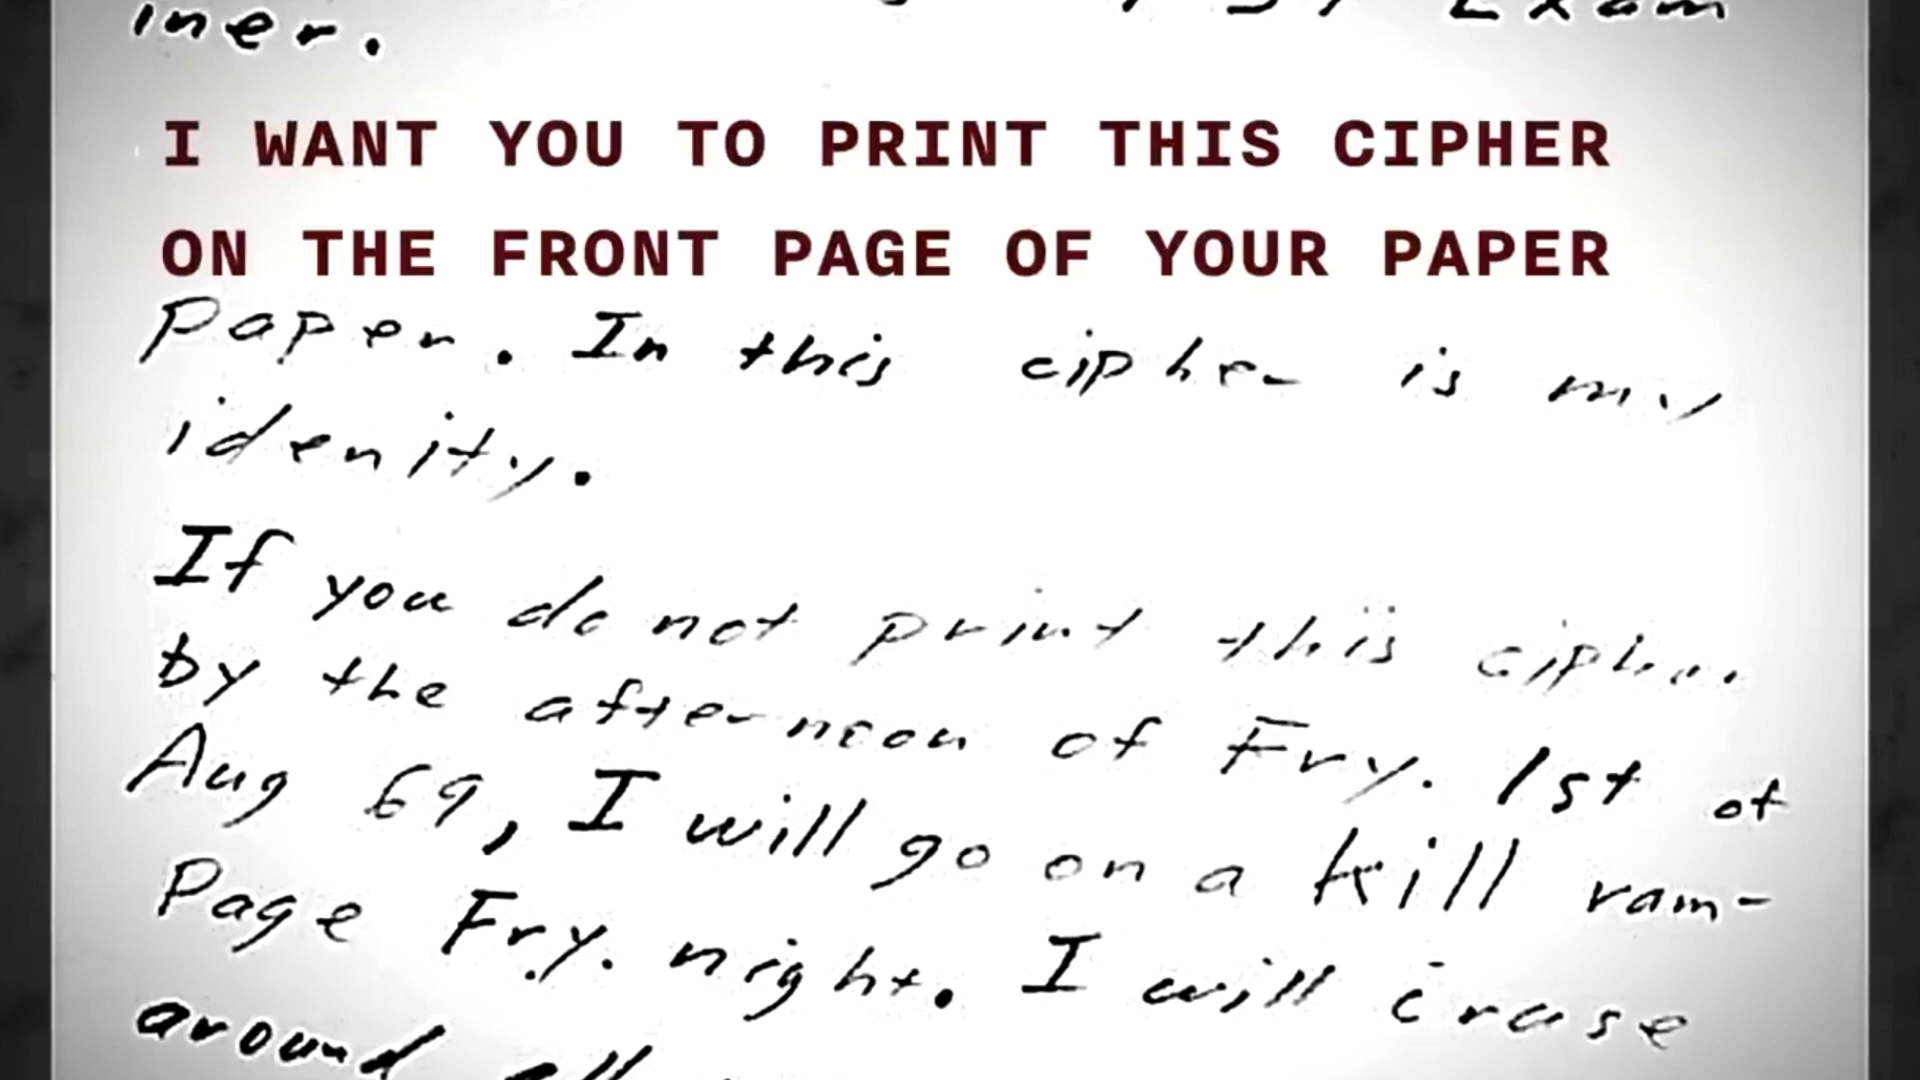 iner.
I WANT YOU TO PRINT THIS CIPHER
ON THE FRONT PAGE OF YOUR PAPER
paper. In this cipher is my
idenity.
If you do not print this cipher
by the afternoon of Fry. 1st of
Aug 69, I will go on a kill ram-
Page Fry. night. I will cruse
around all